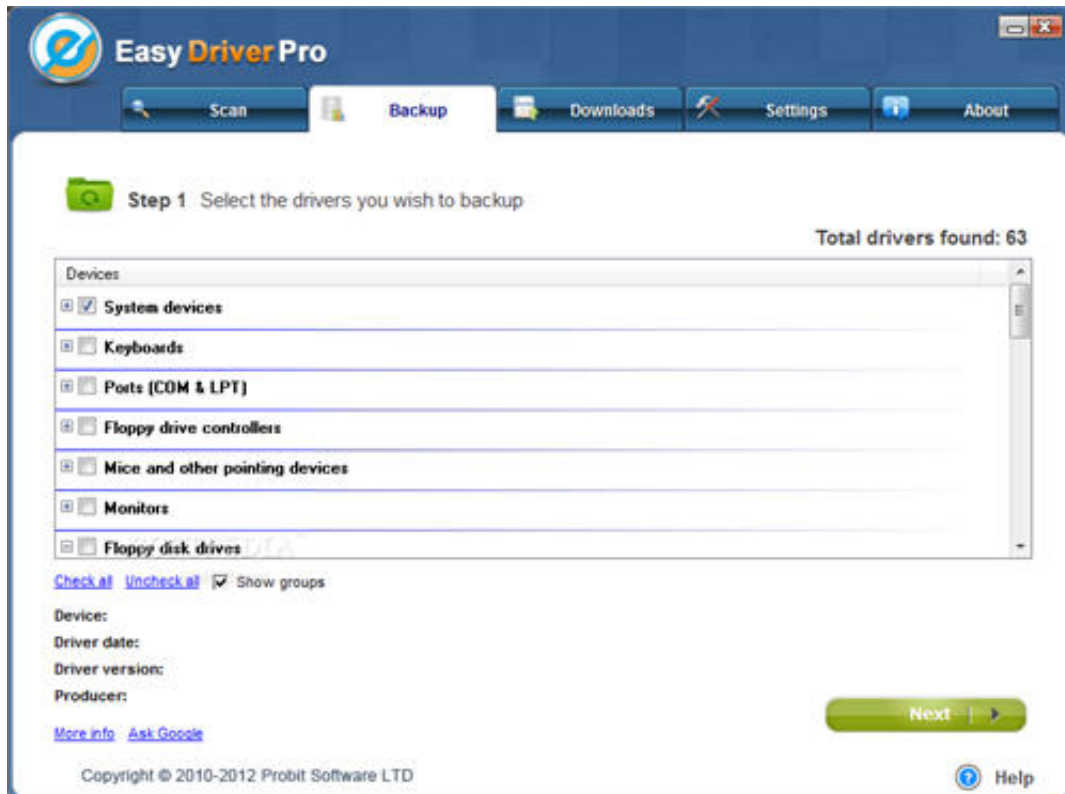 Easy Driver Pro
Scan Backup Downloads Settings About
Step 1 Select the drivers you wish to backup
Total drivers found: 63
Devices
System devices
Keyboards
Ports (COM & LPT)
Floppy drive controllers
Mice and other pointing devices
Monitors
Floppy disk drives
Check all Uncheck all Show groups
Device:
Driver date:
Driver version:
Producer:
Next
More info Ask Google
Copyright © 2010-2012 Probit Software LTD
Help